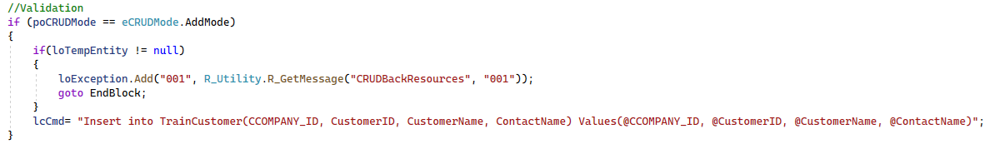 //Validation
if (poCRUDMode == eCRUDMode.AddMode)
{
if(loTempEntity != null)
{
loException.Add("001", R_Utility.R_GetMessage("CRUDBackResources", "001"));
goto EndBlock;
}
lcCmd= "Insert into TrainCustomer(CCOMPANY_ID, CustomerID, CustomerName, ContactName) Values(@CCOMPANY_ID, @CustomerID, @CustomerName, @ContactName)";
}